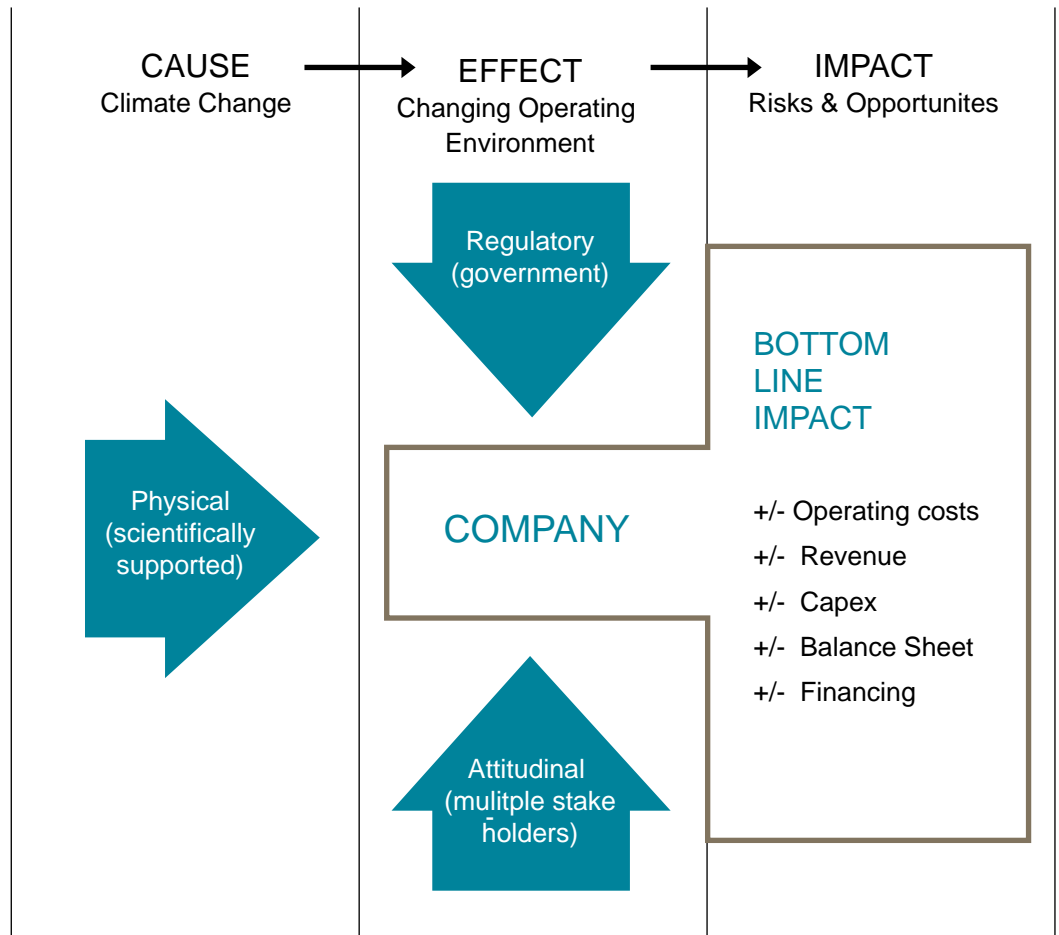 CAUSE
Climate Change
EFFECT
Changing Operating
Environment
IMPACT
Risks & Opportunites
Regulatory
(government)
Physical
(scientifically
supported)
COMPANY
BOTTOM
LINE
IMPACT
+/- Operating costs
+/- Revenue
+/- Capex
+/- Balance Sheet
+/- Financing
Attitudinal
(mulitple stake
-
holders)